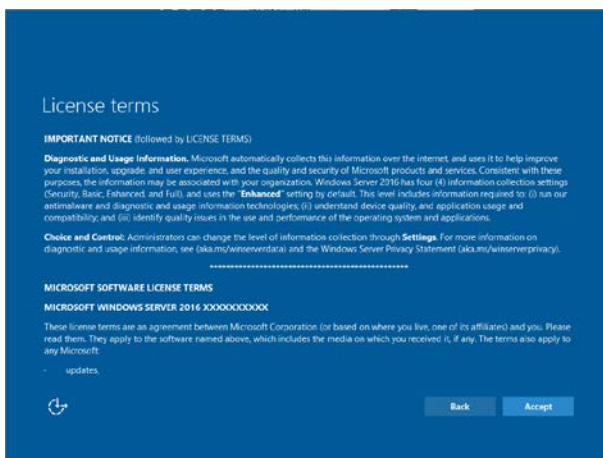 License terms
IMPORTANT NOTICE (followed by LICENSE TERMS)
Diagnostic and Usage Information. Microsoft automatically collects this information over the internet, and uses it to help improve
your installation, upgrade, and user experience, and the quality and security of Microsoft products and services. Consistent with these
purposes, the information may be associated with your organization. Windows Server 2016 has four (4) information collection settings
(Security, Basic, Enhanced, and Full), and uses the "Enhanced" setting by default. This level includes information required to: (i) run our
antimalware and diagnostic and usage information technologies; (ii) understand device quality, and application usage and
compatibility; and (iii) identify quality issues in the use and performance of the operating system and applications.
Choice and Control: Administrators can change the level of information collection through Settings. For more information on
diagnostic and usage information, see (aka.ms/winserverdata) and the Windows Server Privacy Statement (aka.ms/winserverprivacy).
**************************************************
MICROSOFT SOFTWARE LICENSE TERMS
MICROSOFT WINDOWS SERVER 2016 XXXXXXXXXX
These license terms are an agreement between Microsoft Corporation (or based on where you live, one of its affiliates) and you. Please
read them. They apply to the software named above, which includes the media on which you received it, if any. The terms also apply to
any Microsoft
- updates,
Back Accept